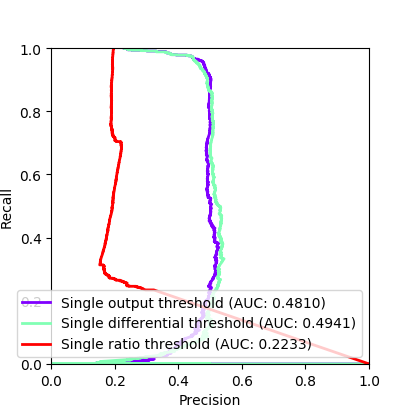 1.0
0.8
0.6
0.4
0.2
0.0
Recall
Single output threshold (AUC: 0.4810)
Single differential threshold (AUC: 0.4941)
Single ratio threshold (AUC: 0.2233)
0.0 0.2 0.4 0.6 0.8 1.0
Precision